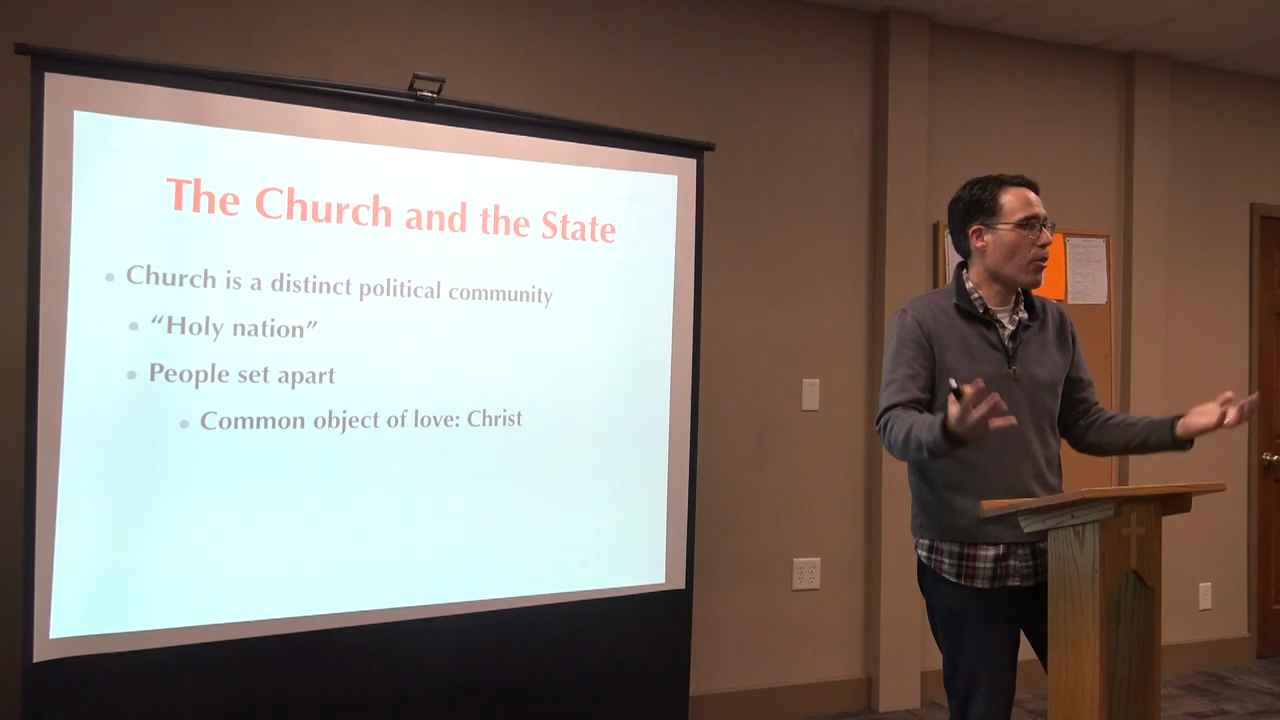 The Church and the State
• Church is a distinct political community
• “Holy nation”
• People set apart
• Common object of love: Christ